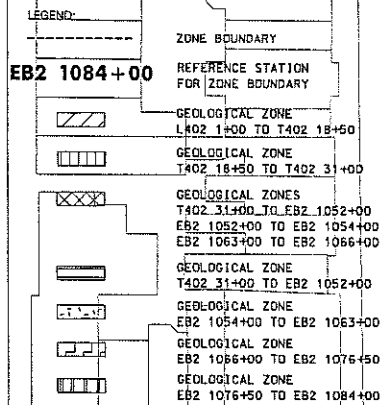 LEGEND:
ZONE BOUNDARY
EB2 1084+00
REFERENCE STATION
FOR ZONE BOUNDARY
GEOLOGICAL ZONE
L402 1+00 TO T402 18+50
GEOLOGICAL ZONE
T402 18+50 TO T402 31+00
GEOLOGICAL ZONES
T402 31+00 TO EB2 1052+00
EB2 1052+00 TO EB2 1054+00
EB2 1063+00 TO EB2 1066+00
GEOLOGICAL ZONE
T402 31+00 TO EB2 1052+00
GEOLOGICAL ZONE
EB2 1054+00 TO EB2 1063+00
GEOLOGICAL ZONE
EB2 1066+00 TO EB2 1076+50
GEOLOGICAL ZONE
EB2 1076+50 TO EB2 1084+00